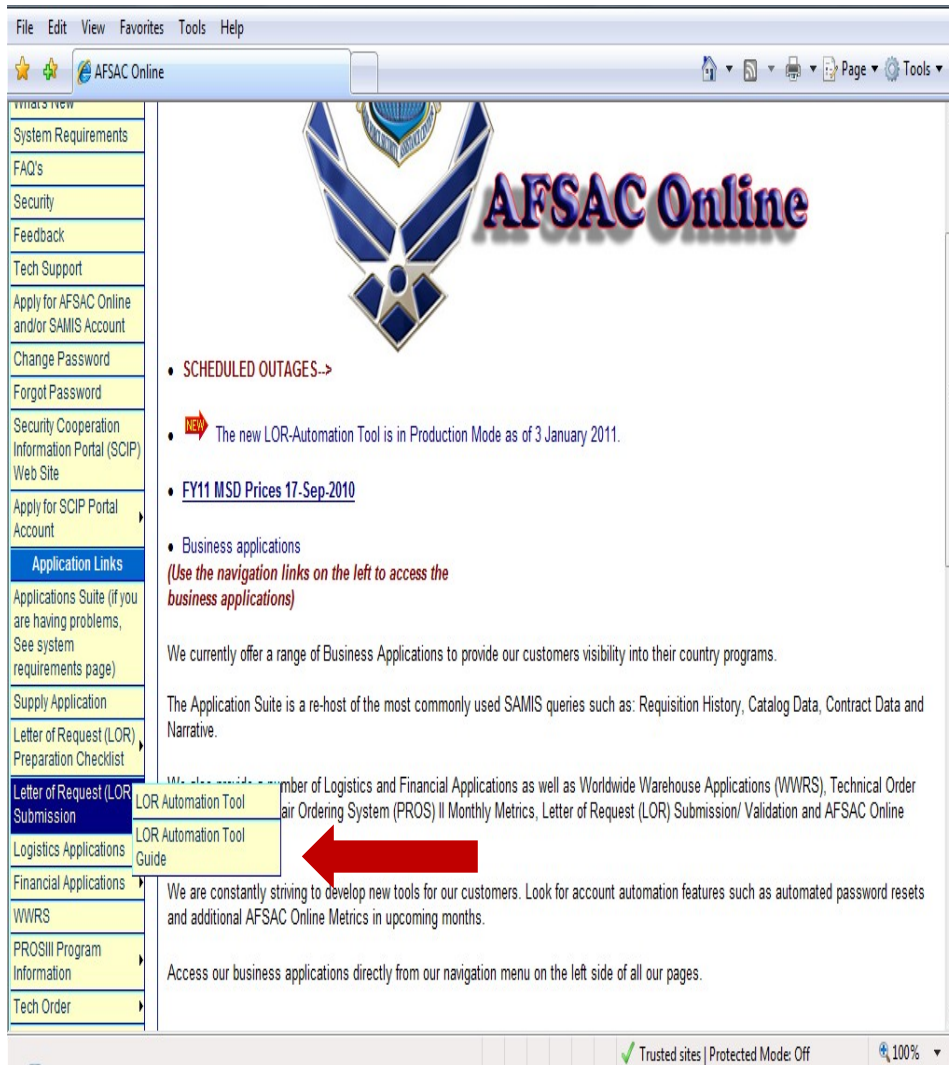 File Edit View Favorites Tools Help
AFSAC Online
Page Tools
What's New
System Requirements
FAQ's
Security
Feedback
Tech Support
Apply for AFSAC Online
and/or SAMIS Account
Change Password
Forgot Password
Security Cooperation
Information Portal (SCIP)
Web Site
Apply for SCIP Portal
Account
Application Links
Applications Suite (if you
are having problems,
See system
requirements page)
Supply Application
Letter of Request (LOR)
Preparation Checklist
Letter of Request (LOR
Submission
LOR Automation Tool
LOR Automation Tool
Guide
Logistics Applications
Financial Applications
WWRS
PROSIII Program
Information
Tech Order
AFSAC Online
• SCHEDULED OUTAGES-->
• NEW The new LOR-Automation Tool is in Production Mode as of 3 January 2011.
• FY11 MSD Prices 17-Sep-2010
• Business applications
(Use the navigation links on the left to access the
business applications)
We currently offer a range of Business Applications to provide our customers visibility into their country programs.
The Application Suite is a re-host of the most commonly used SAMIS queries such as: Requisition History, Catalog Data, Contract Data and
Narrative.
We also provide a number of Logistics and Financial Applications as well as Worldwide Warehouse Applications (WWRS), Technical Order
air Ordering System (PROS) II Monthly Metrics, Letter of Request (LOR) Submission/ Validation and AFSAC Online
We are constantly striving to develop new tools for our customers. Look for account automation features such as automated password resets
and additional AFSAC Online Metrics in upcoming months.
Access our business applications directly from our navigation menu on the left side of all our pages.
Trusted sites | Protected Mode: Off 100%